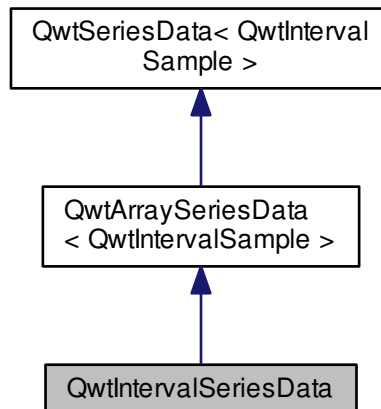 QwtSeriesData< QwtInterval
Sample >
QwtArraySeriesData
< QwtIntervalSample >
QwtIntervalSeriesData